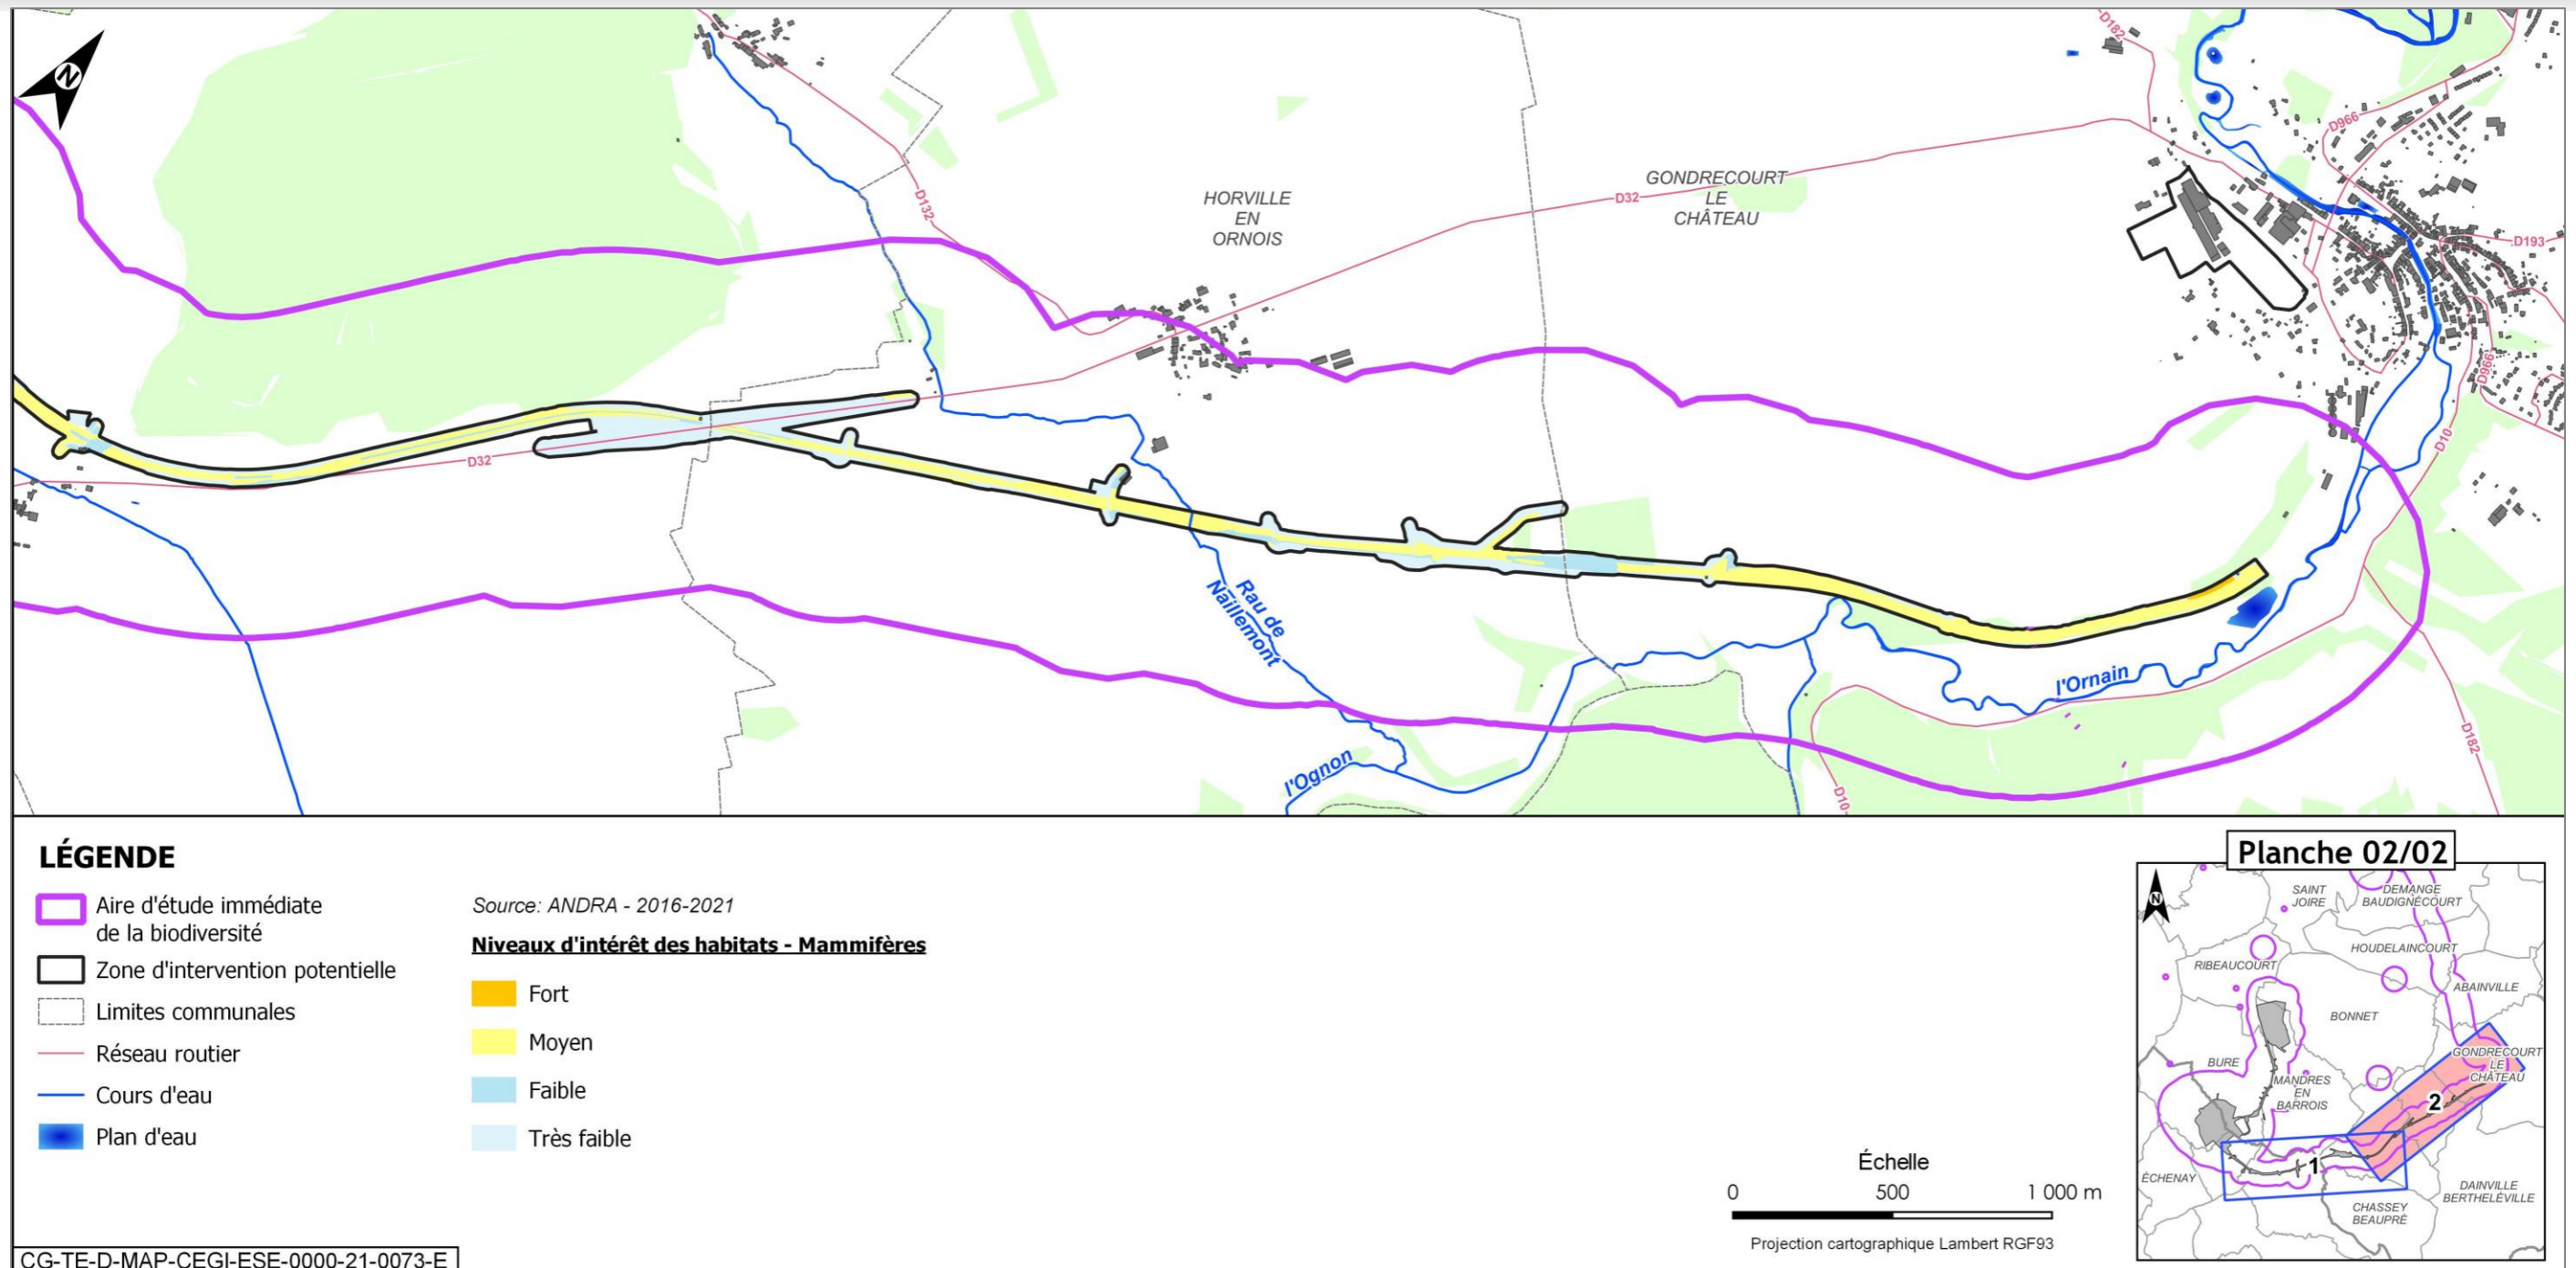 N
D182
D966
D132
HORVILLE
EN
ORNOIS
D32
GONDRECOURT
LE
CHÂTEAU
D193
D966
D32
D10
Rau de
Naillemont
l'Ornain
l'Ognon
D10
D182
LÉGENDE
Aire d'étude immédiate
de la biodiversité
Zone d'intervention potentielle
Limites communales
Réseau routier
Cours d'eau
Plan d'eau
Source: ANDRA - 2016-2021
Niveaux d'intérêt des habitats - Mammifères
Fort
Moyen
Faible
Très faible
Échelle
0 500 1 000 m
Projection cartographique Lambert RGF93
Planche 02/02
N
SAINT
JOIRE
DEMANGE
BAUDIGNÉCOURT
HOUDELAINCOURT
RIBEAUCOURT
ABAINVILLE
BONNET
BURE
GONDRECOURT
LE
CHÂTEAU
MANDRES
EN
BARROIS
2
1
ÉCHENAY
DAINVILLE
BERTHELÉVILLE
CHASSEY
BEAUPRÉ
CG-TE-D-MAP-CEGI-ESE-0000-21-0073-E